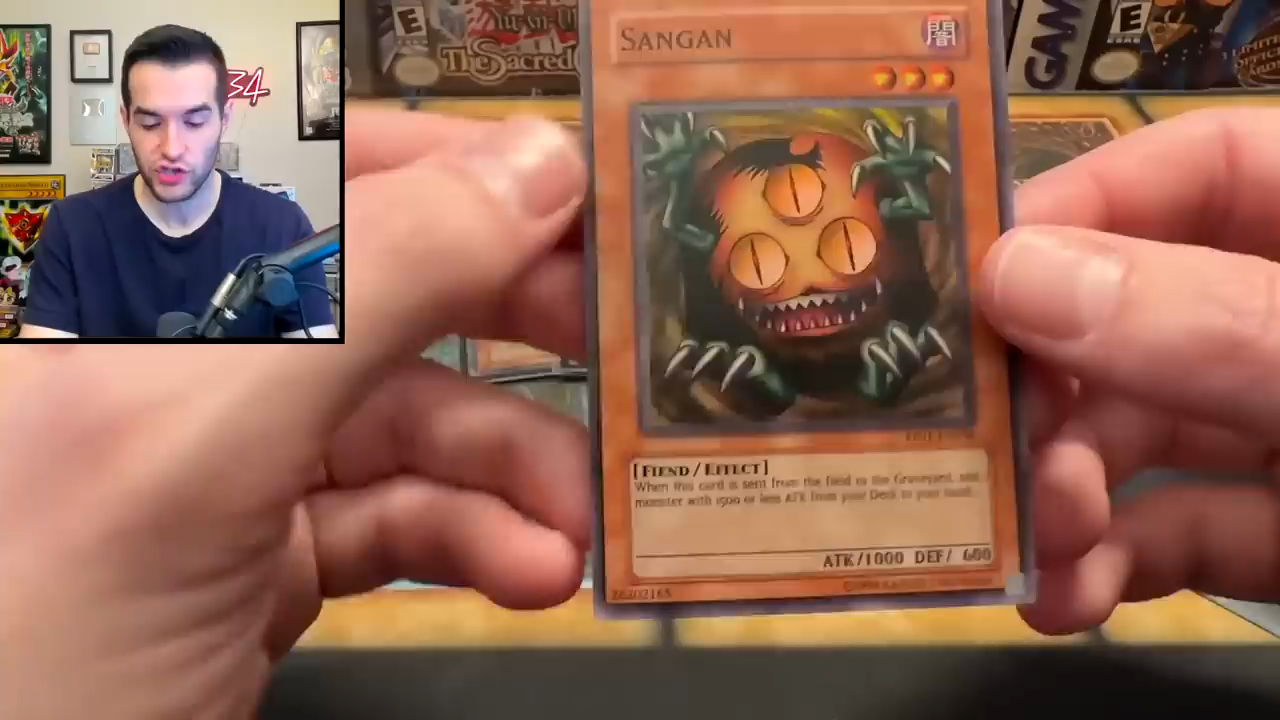 YU-GI-OH
The Sacred
E
GAM
E
34
SANGAN
闇
[FIEND/EFFECT]
When this card is sent from the field to the Graveyard, add 1
monster with 1500 or less ATK from your Deck to your hand.
ATK/1000 DEF/ 600
26202165